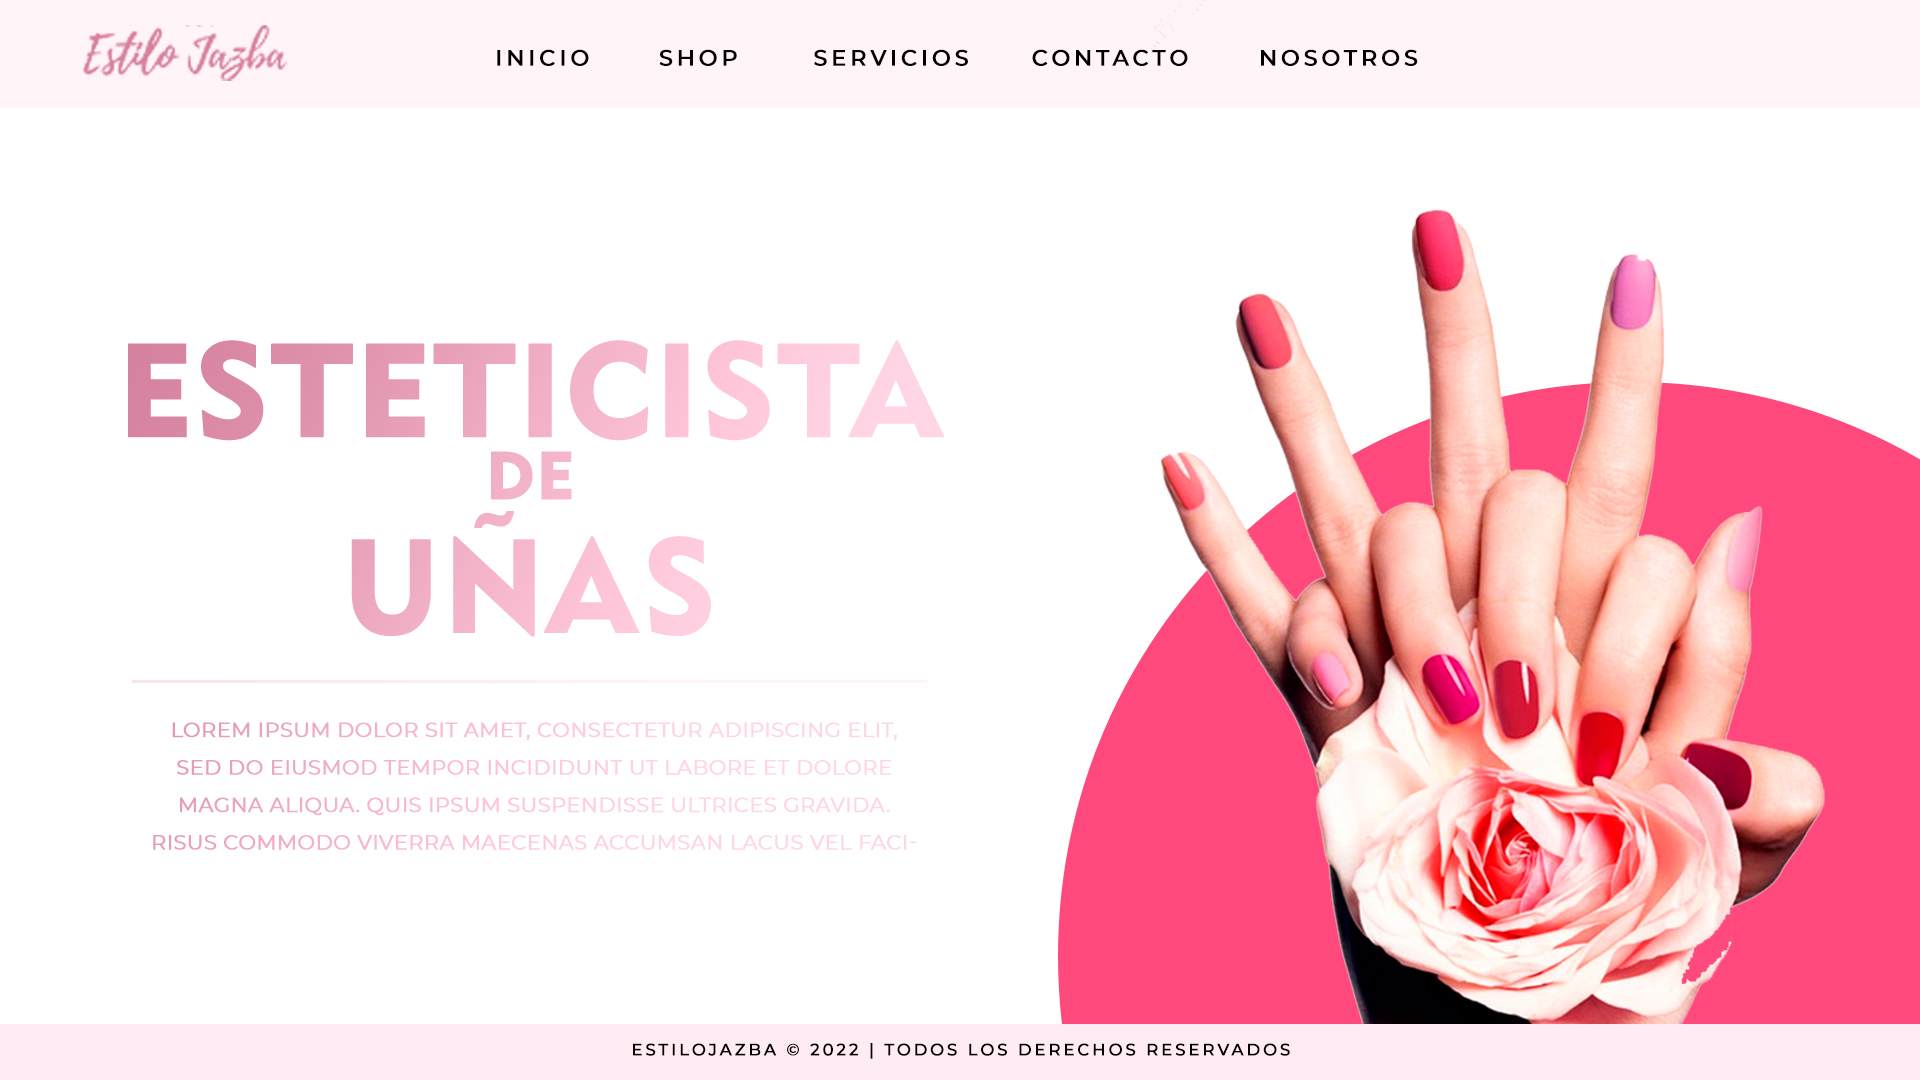 Estilo Jazba
INICIO SHOP SERVICIOS CONTACTO NOSOTROS
ESTETICISTA
DE
UÑAS
LOREM IPSUM DOLOR SIT AMET, CONSECTETUR ADIPISCING ELIT,
SED DO EIUSMOD TEMPOR INCIDIDUNT UT LABORE ET DOLORE
MAGNA ALIQUA. QUIS IPSUM SUSPENDISSE ULTRICES GRAVIDA.
RISUS COMMODO VIVERRA MAECENAS ACCUMSAN LACUS VEL FACI-
ESTILOJAZBA © 2022 | TODOS LOS DERECHOS RESERVADOS